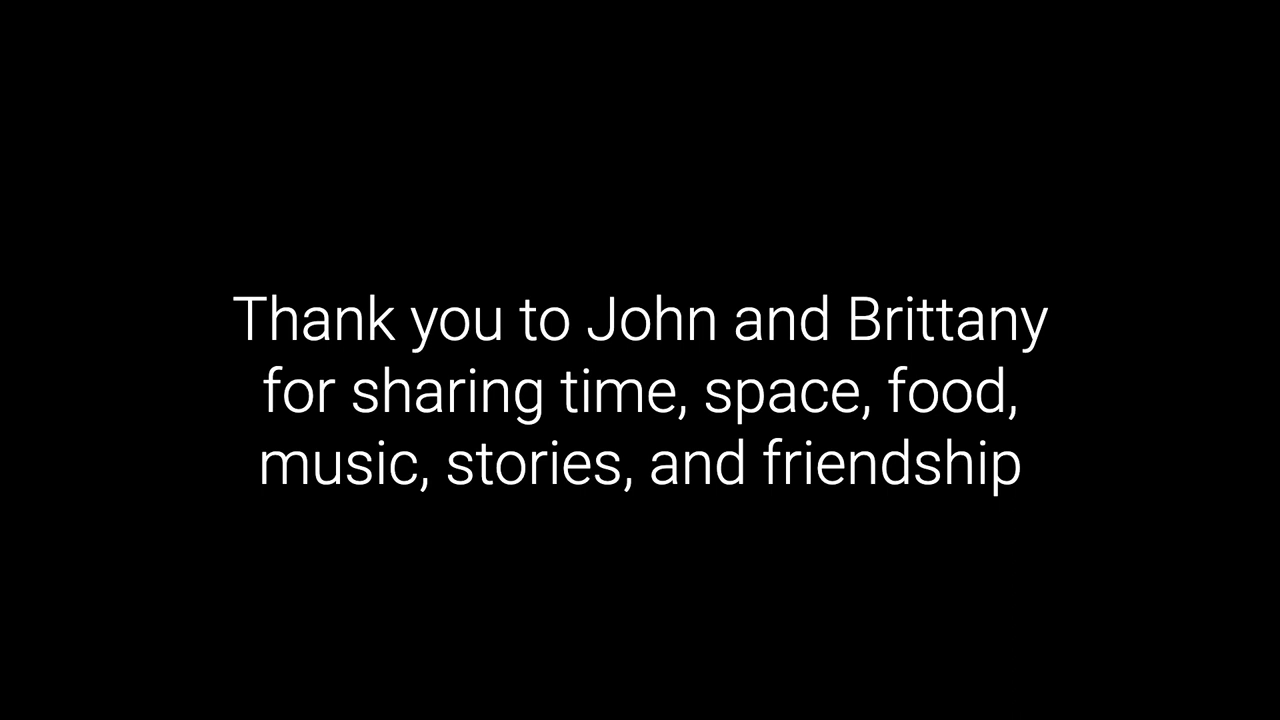 Thank you to John and Brittany
for sharing time, space, food,
music, stories, and friendship